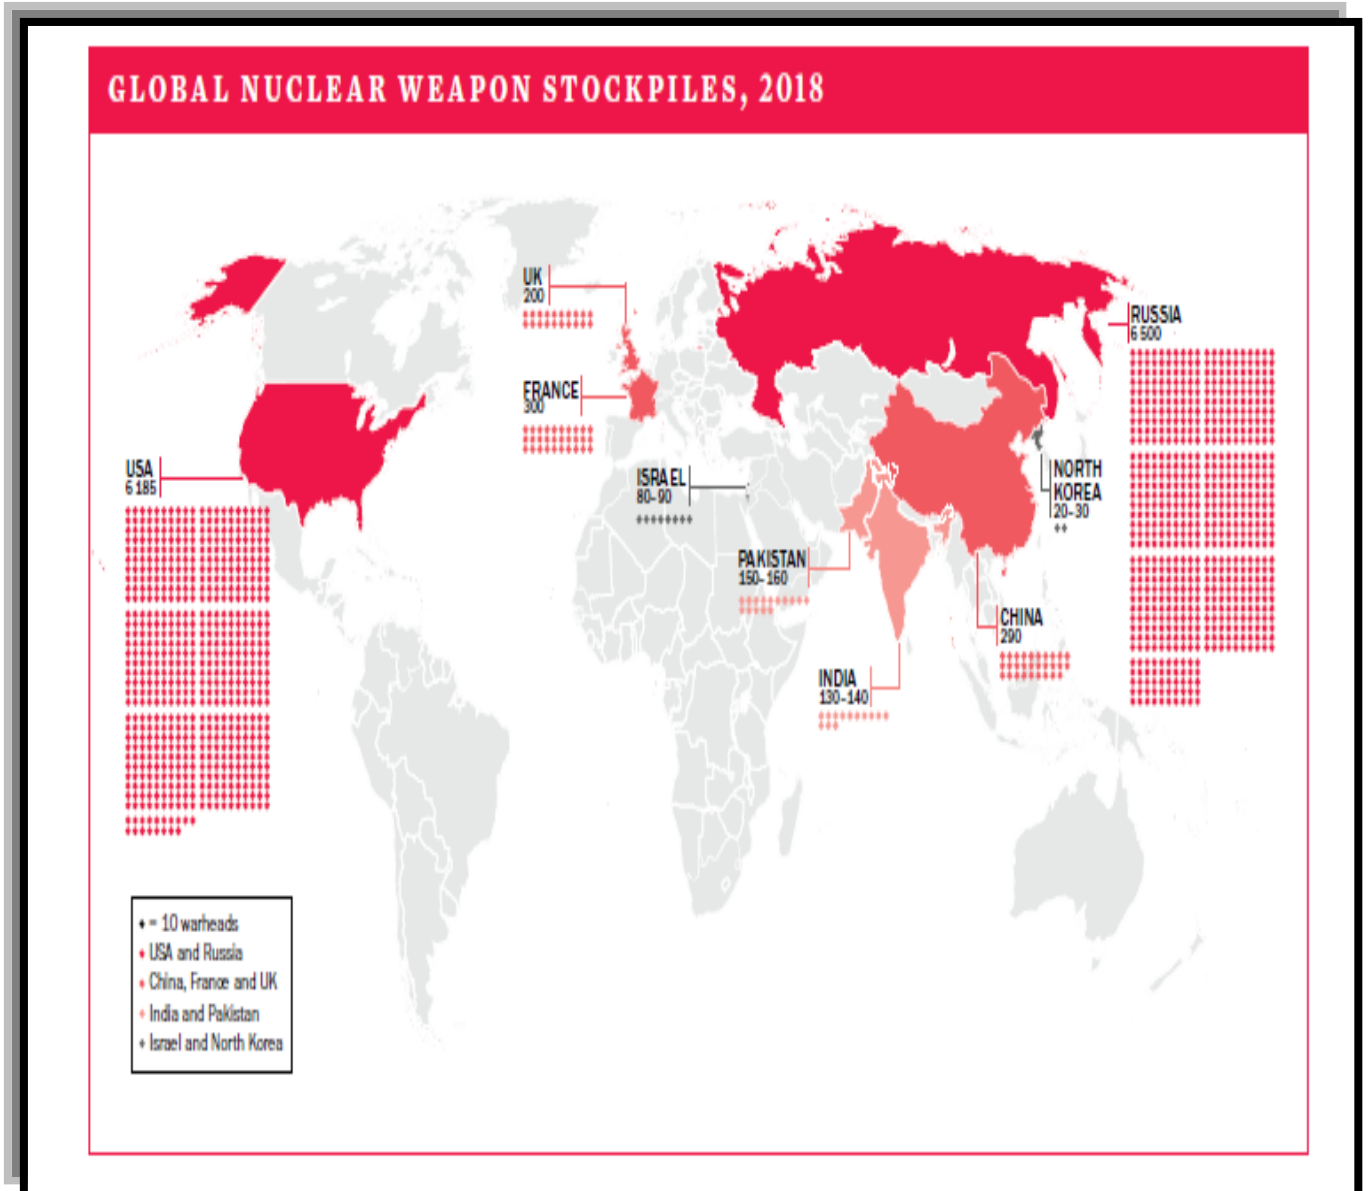 GLOBAL NUCLEAR WEAPON STOCKPILES, 2018
UK
200
FRANCE
300
USA
6 185
ISRAEL
80–90
PAKISTAN
150–160
INDIA
130–140
RUSSIA
6 500
NORTH
KOREA
20–30
CHINA
290
= 10 warheads
USA and Russia
China, France and UK
India and Pakistan
Israel and North Korea